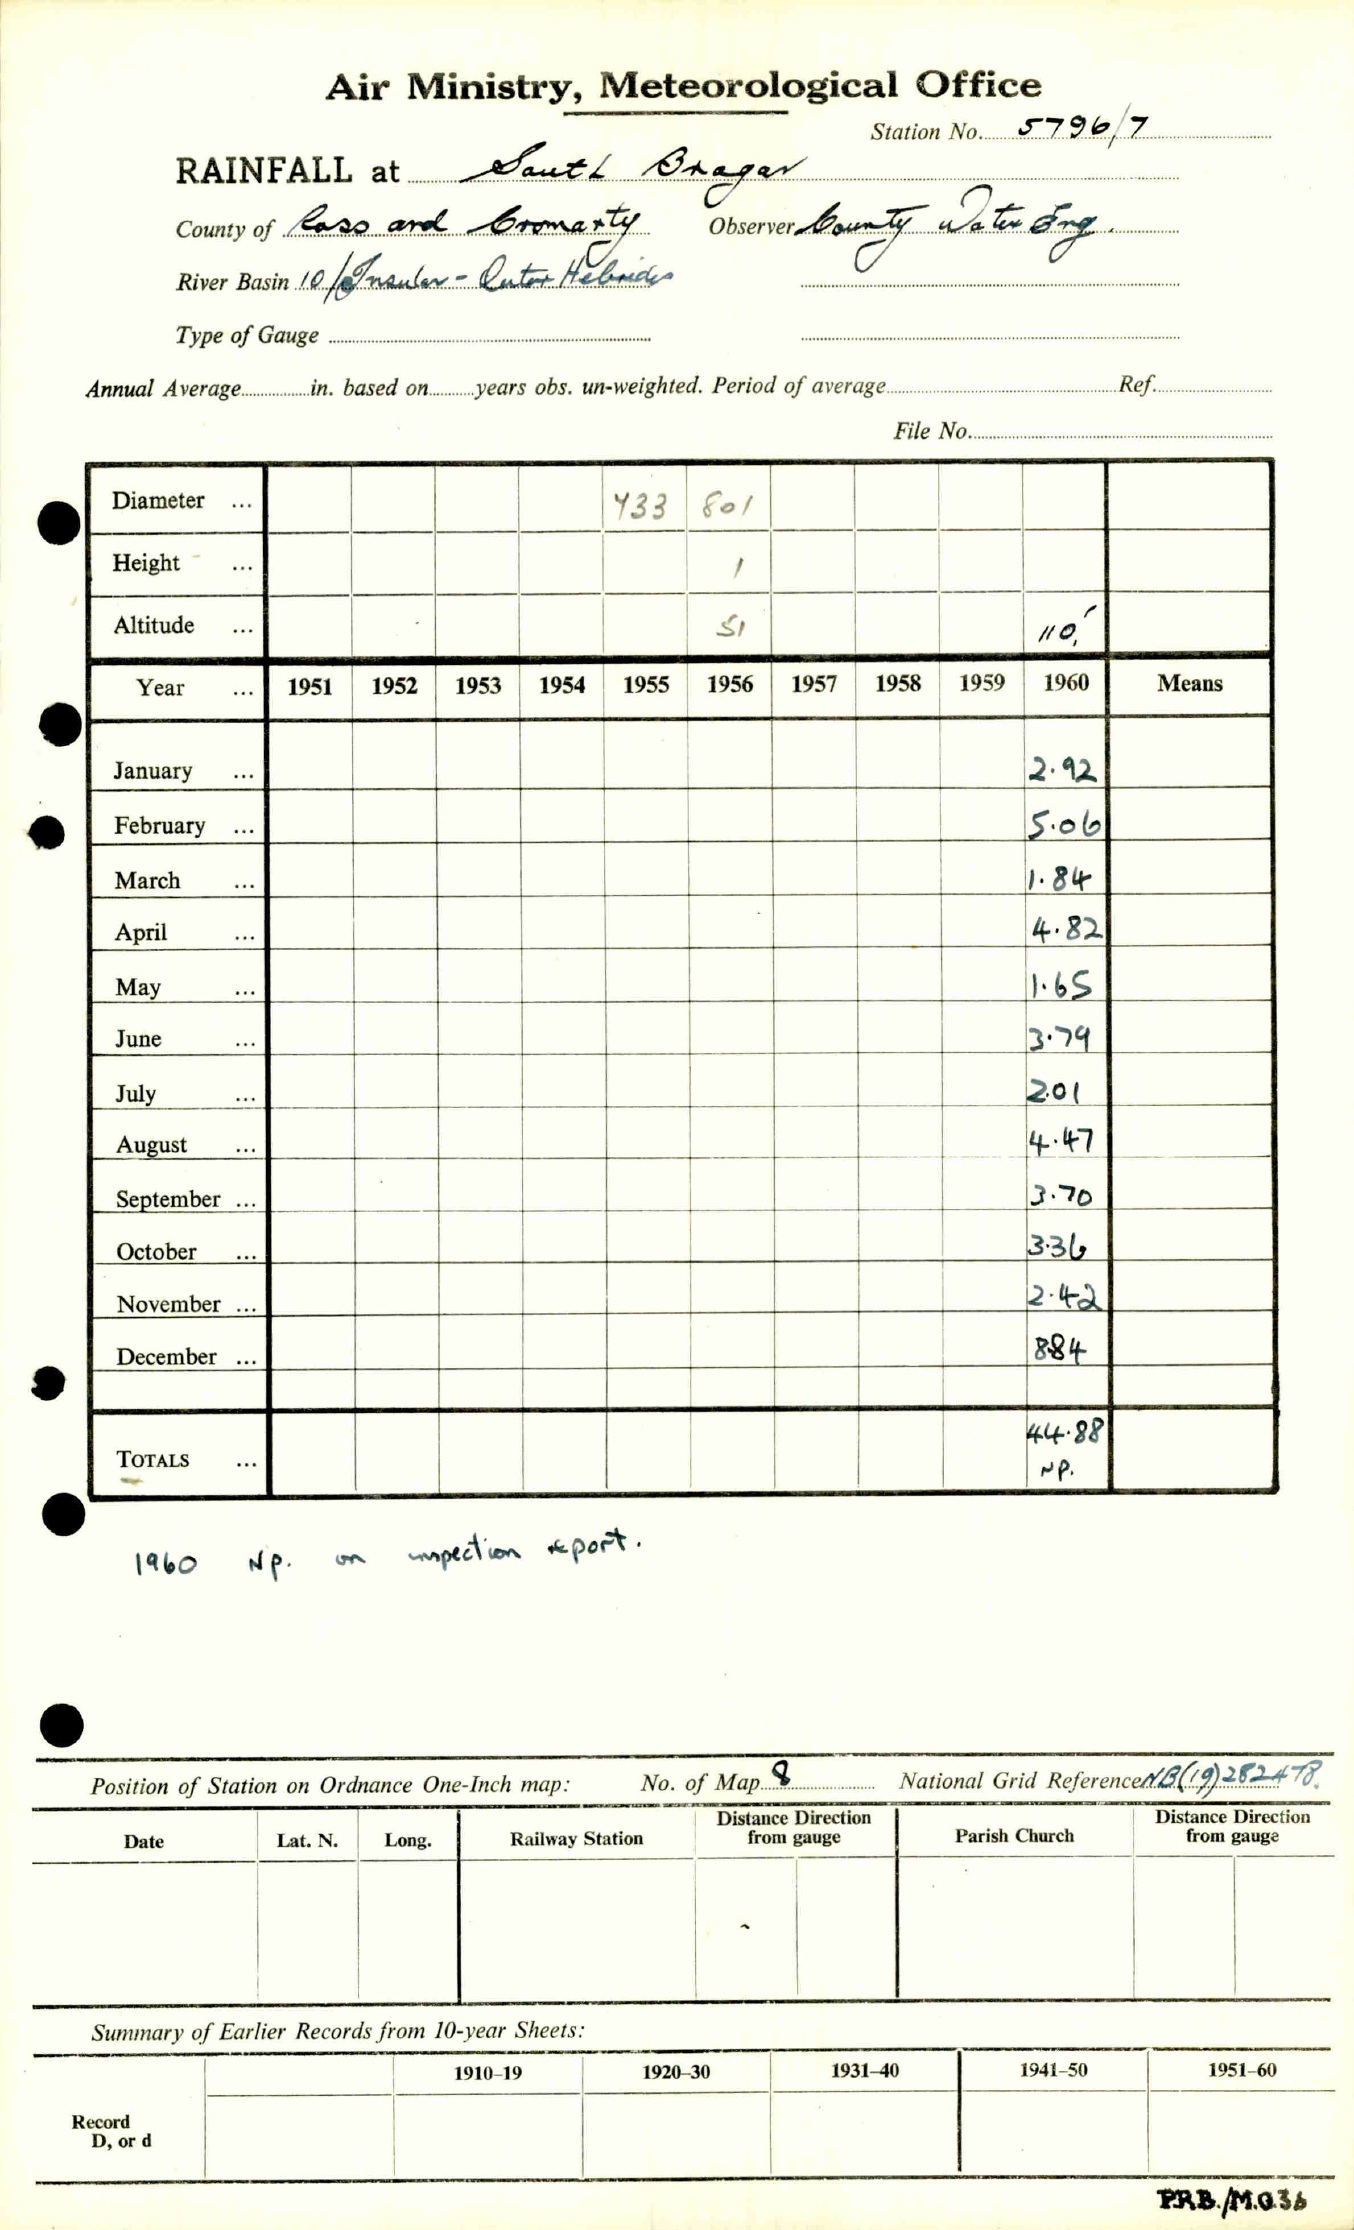 Air Ministry, Meteorological Office
Station No. 5796/7
RAINFALL at South Bragar
County of Ross and Cromarty Observer County Water Eng.
River Basin 10/ Insular - Outer Hebrides
Type of Gauge
Annual Average in. based on years obs. un-weighted. Period of average Ref.
File No.
Diameter ... 433 801
Height ... 1
Altitude ... 51 110'
Year ... 1951 1952 1953 1954 1955 1956 1957 1958 1959 1960 Means
January ... 2.92
February ... 5.06
March ... 1.84
April ... 4.82
May ... 1.65
June ... 3.79
July ... 2.01
August ... 4.47
September ... 3.70
October ... 3.36
November ... 2.42
December ... 8.84
TOTALS ... 44.88
NP.
1960 Np. on inspection report.
Position of Station on Ordnance One-Inch map: No. of Map 8 National Grid Reference NB(19)282478.
Date Lat. N. Long. Railway Station Distance Direction from gauge Parish Church Distance Direction from gauge
Summary of Earlier Records from 10-year Sheets:
1910–19 1920–30 1931–40 1941–50 1951–60
Record
D, or d
P.R.B./M.O.36